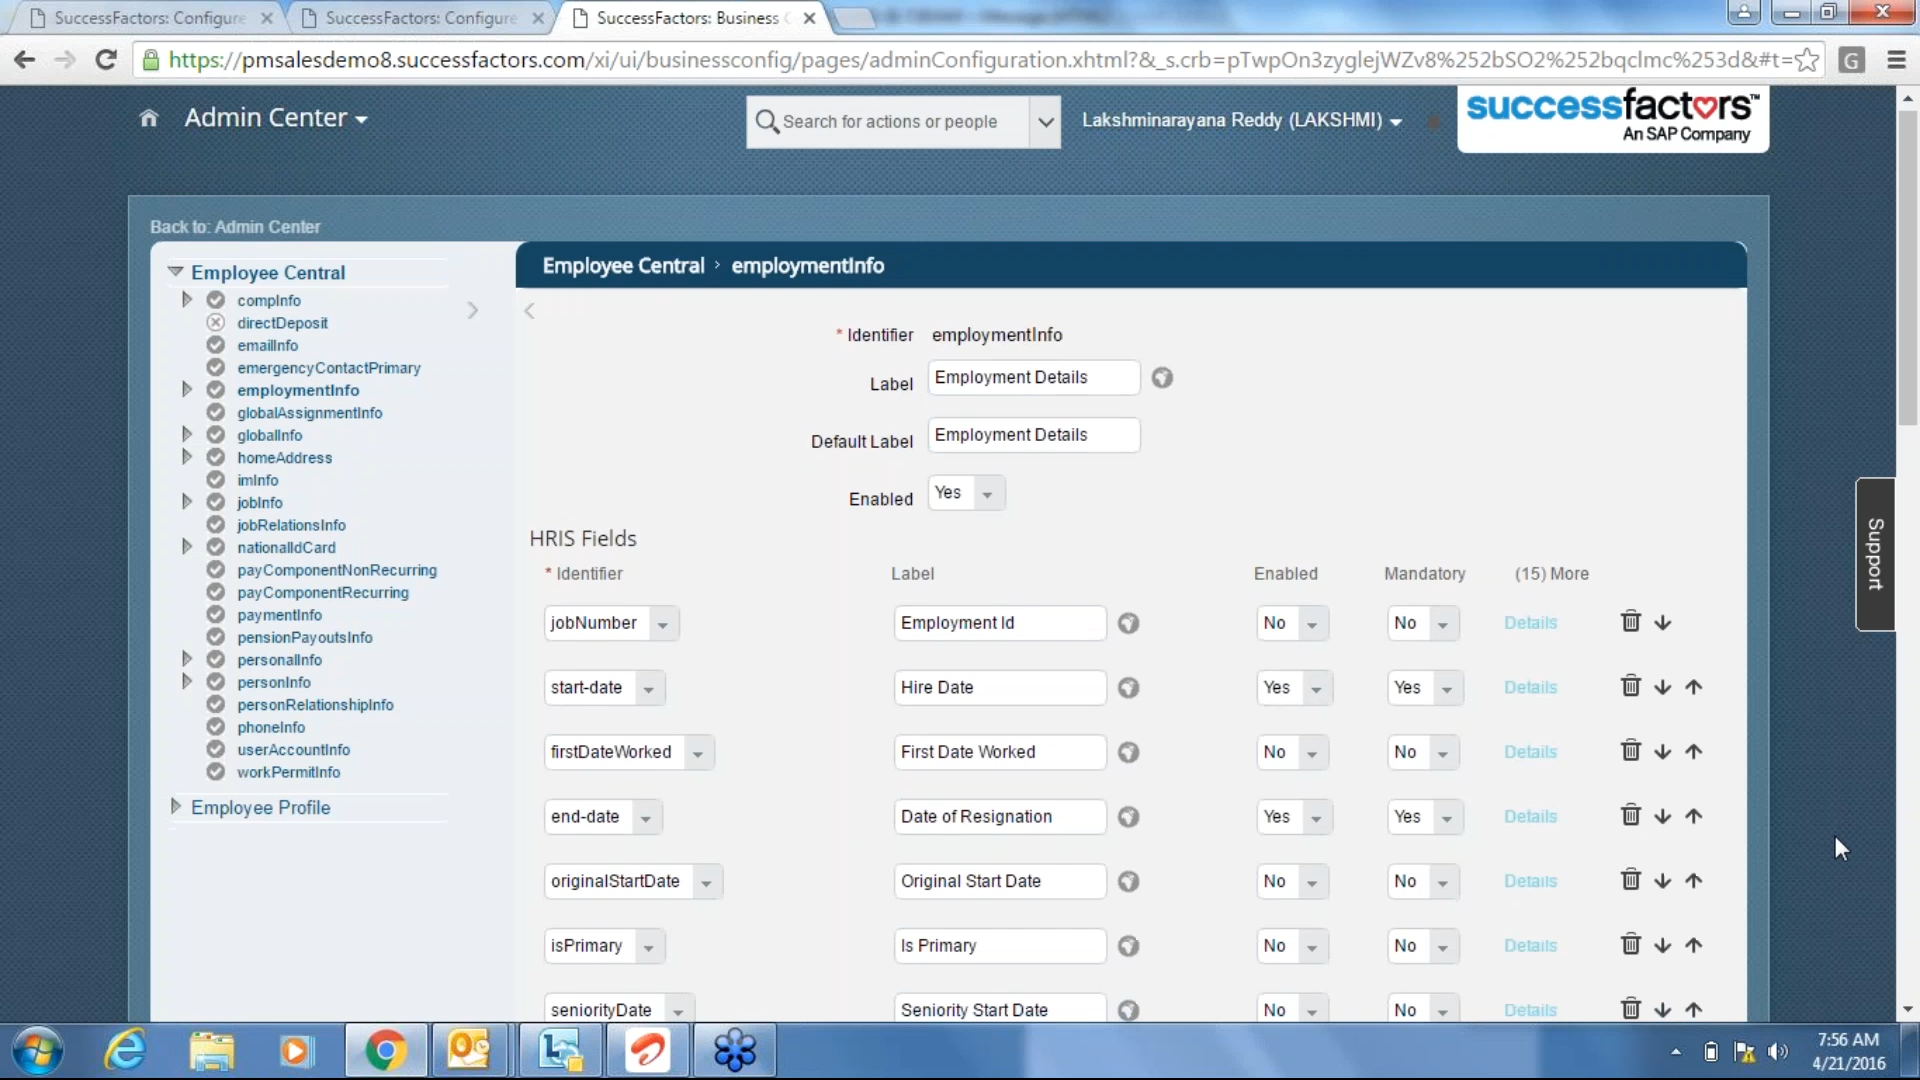 SuccessFactors: Configure
SuccessFactors: Configure
SuccessFactors: Business C
https://pmsalesdemo8.successfactors.com/xi/ui/businessconfig/pages/adminConfiguration.xhtml?&_s.crb=pTwpOn3zyglejWZv8%252bSO2%252bqclmc%253d&#t=
Admin Center
Search for actions or people
Lakshminarayana Reddy (LAKSHMI)
successfactors™
An SAP Company
Back to: Admin Center
Employee Central
compInfo
directDeposit
emailInfo
emergencyContactPrimary
employmentInfo
globalAssignmentInfo
globalInfo
homeAddress
imInfo
jobInfo
jobRelationsInfo
nationalIdCard
payComponentNonRecurring
payComponentRecurring
paymentInfo
pensionPayoutsInfo
personalInfo
personInfo
personRelationshipInfo
phoneInfo
userAccountInfo
workPermitInfo
Employee Profile
Employee Central > employmentInfo
* Identifier employmentInfo
Label Employment Details
Default Label Employment Details
Enabled Yes
HRIS Fields
* Identifier Label Enabled Mandatory (15) More
jobNumber Employment Id No No Details
start-date Hire Date Yes Yes Details
firstDateWorked First Date Worked No No Details
end-date Date of Resignation Yes Yes Details
originalStartDate Original Start Date No No Details
isPrimary Is Primary No No Details
seniorityDate Seniority Start Date No No Details
Support
7:56 AM
4/21/2016